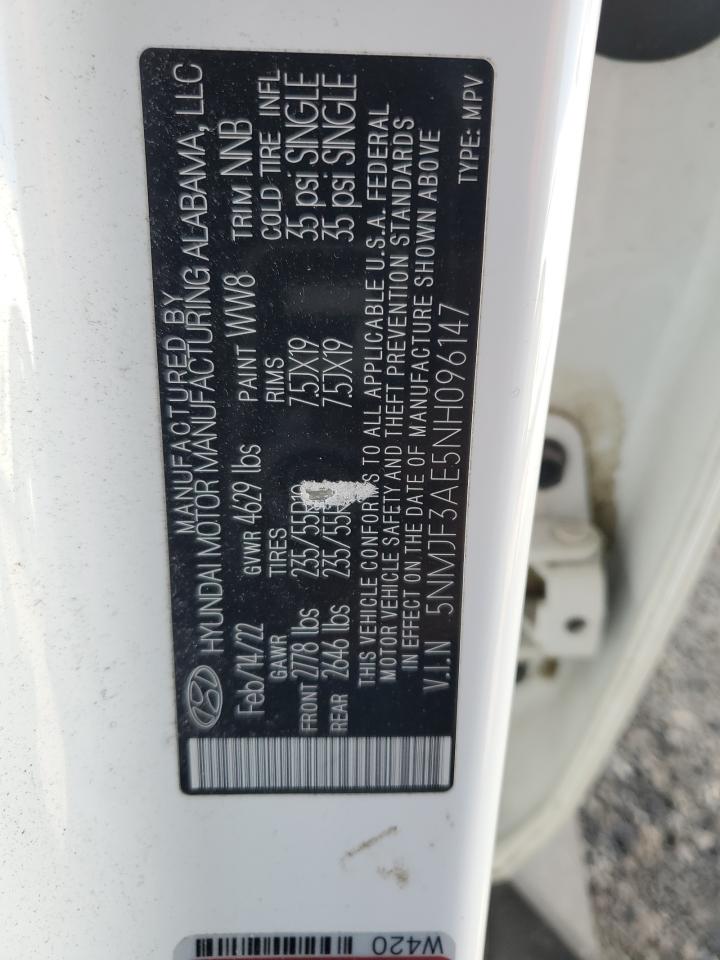 MANUFACTURED BY
HYUNDAI MOTOR MANUFACTURING ALABAMA, LLC
Feb/14/22 GVWR 4629 lbs PAINT WW8 TRIM NNB
GAWR TIRES RIMS COLD TIRE INFL
FRONT 2778 lbs 235/55R19 7.5JX19 35 psi SINGLE
REAR 2646 lbs 7.5JX19 35 psi SINGLE
THIS VEHICLE CONFORMS TO ALL APPLICABLE U.S.A. FEDERAL
MOTOR VEHICLE SAFETY AND THEFT PREVENTION STANDARDS
IN EFFECT ON THE DATE OF MANUFACTURE SHOWN ABOVE
V.I.N 5NMJF3AE5NH096147
TYPE: MPV
W420